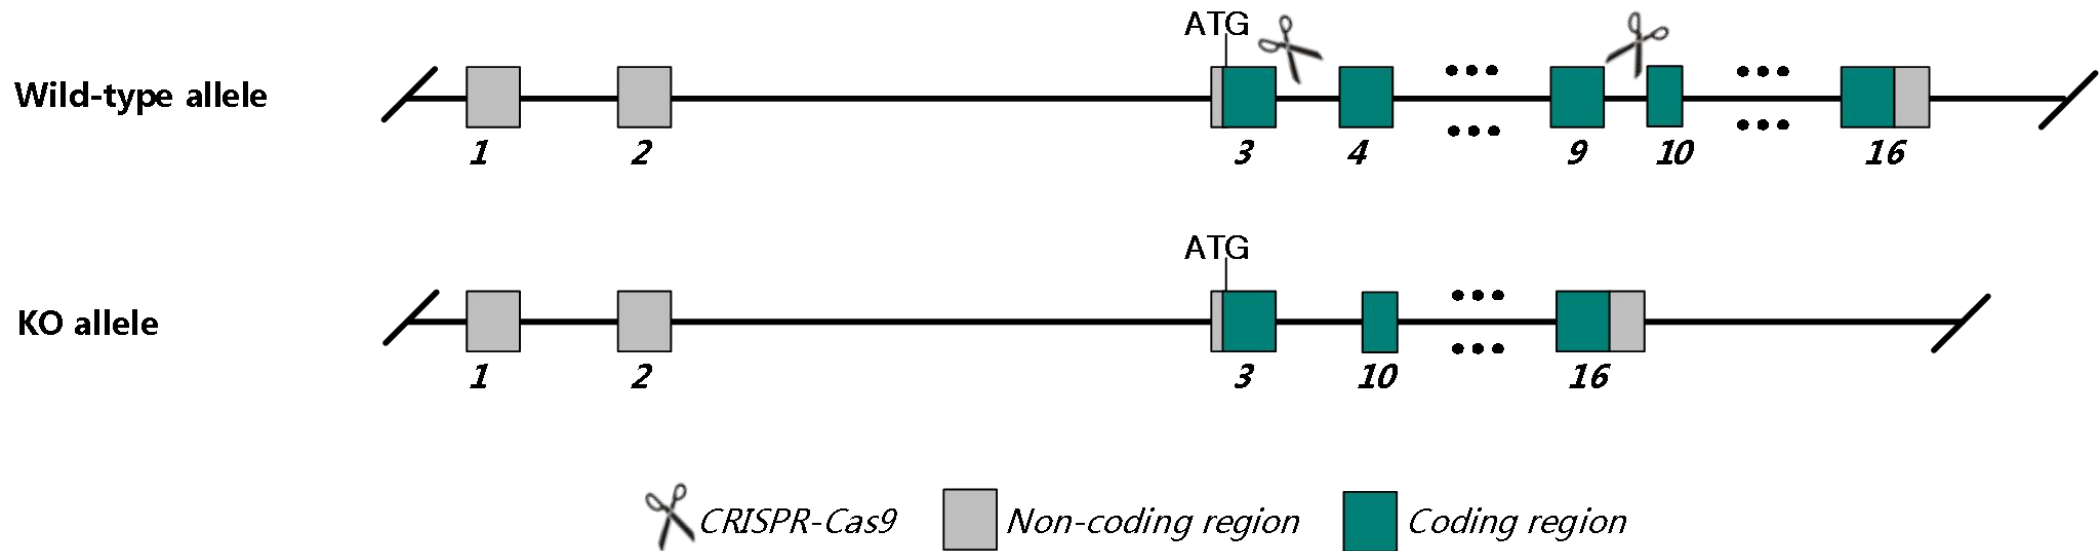 ATG
Wild-type allele
1 2 3 4 9 10 16
ATG
KO allele
1 2 3 10 16
CRISPR-Cas9 Non-coding region Coding region